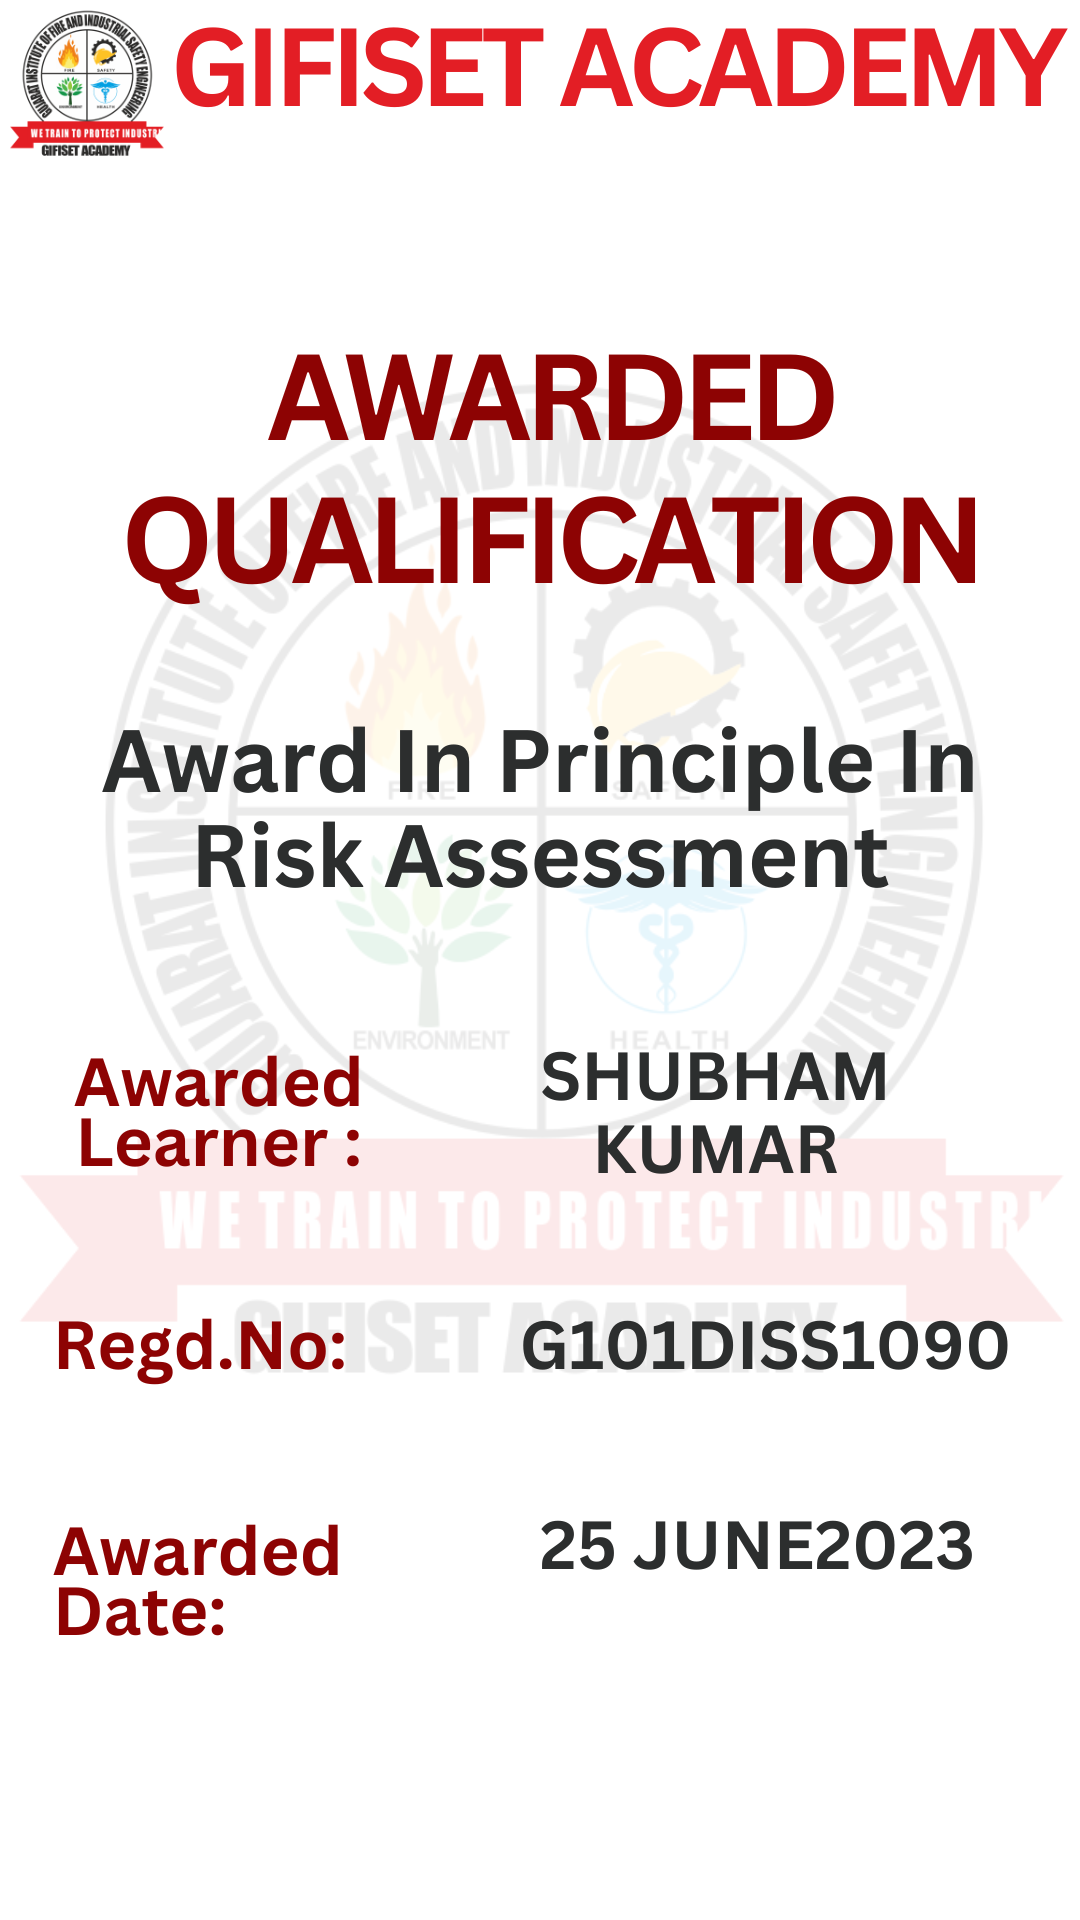 GUJARAT INSTITUTE OF FIRE AND INDUSTRIAL SAFETY ENGINEERING
FIRE SAFETY
ENVIRONMENT HEALTH
WE TRAIN TO PROTECT INDUSTR
GIFISET ACADEMY
GIFISET ACADEMY
AWARDED
QUALIFICATION
GUJARAT INSTITUTE OF FIRE AND INDUSTRIAL SAFETY ENGINEERING
FIRE SAFETY
Award In Principle In
Risk Assessment
ENVIRONMENT HEALTH
Awarded
Learner :
SHUBHAM
KUMAR
WE TRAIN TO PROTECT INDUSTRI
GIFISET ACADEMY
Regd.No: G101DISS1090
Awarded
Date:
25 JUNE2023